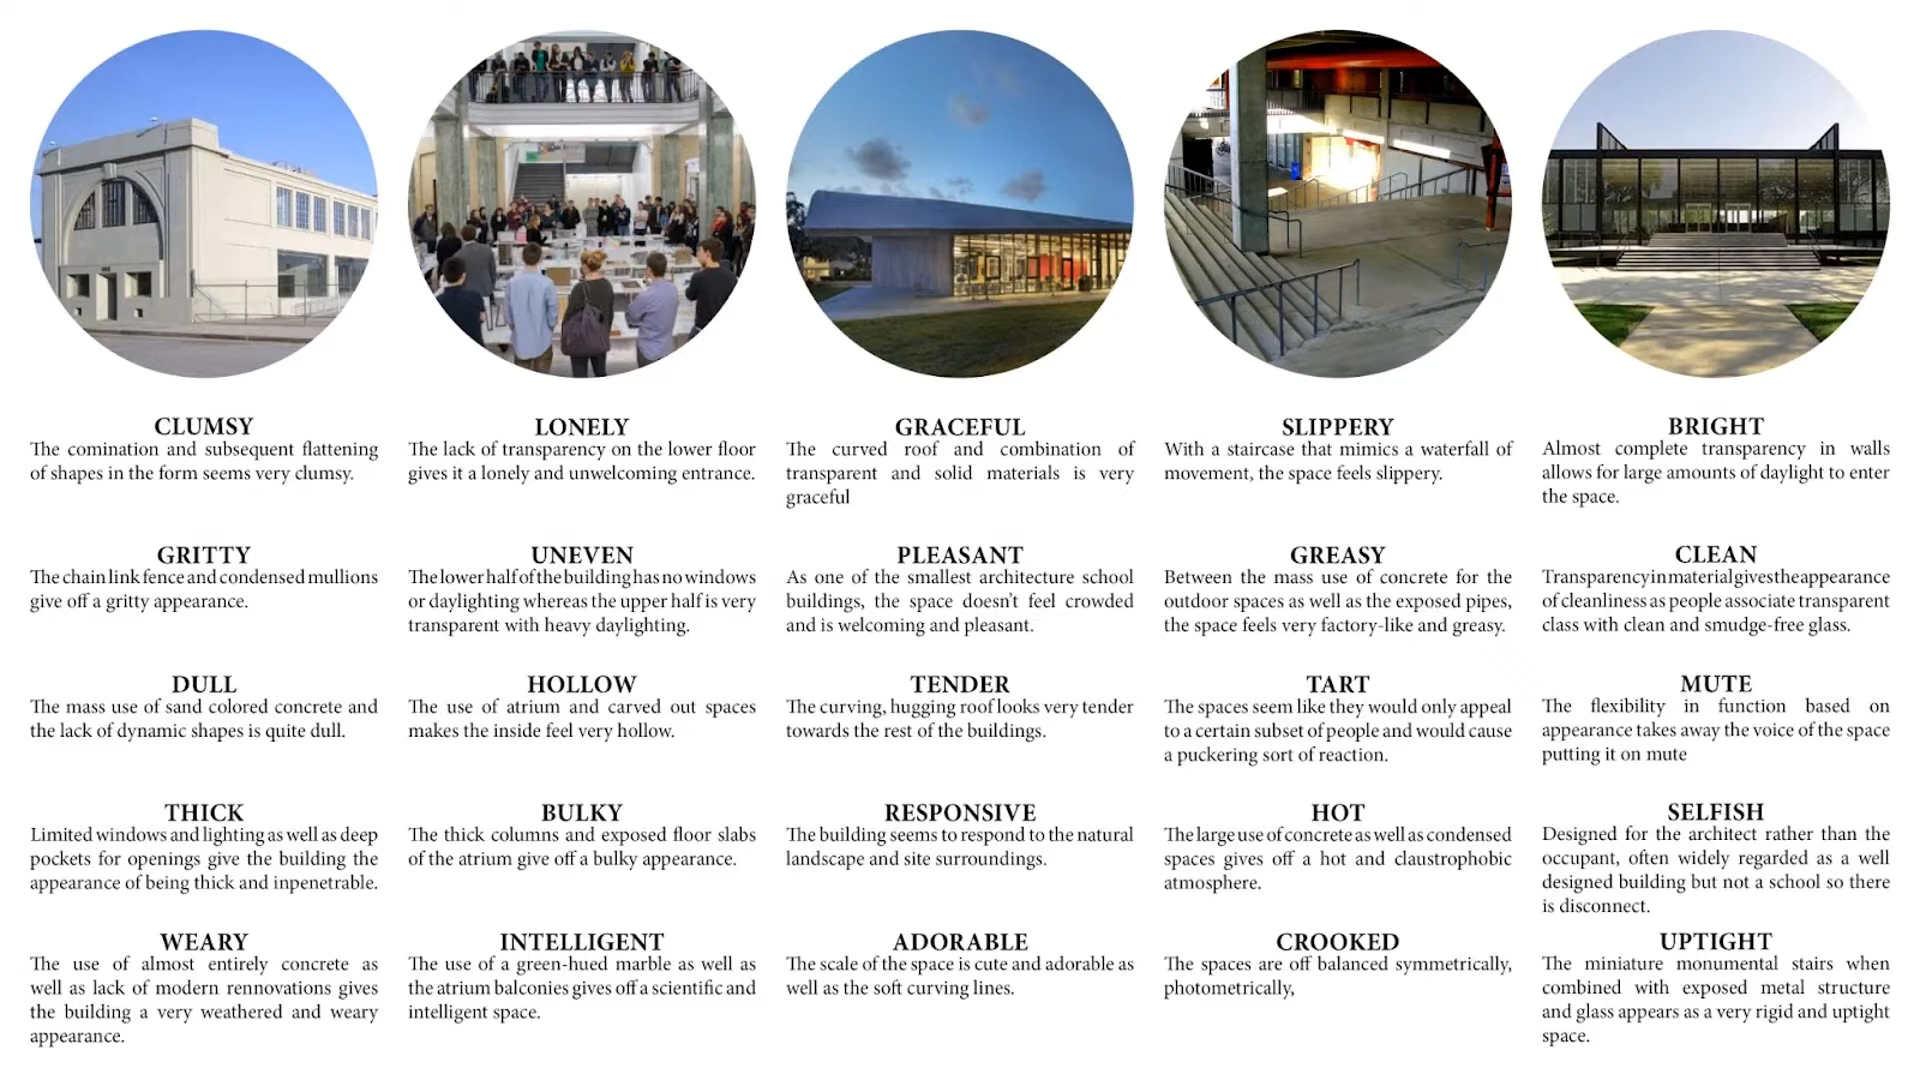 CLUMSY
The comination and subsequent flattening
of shapes in the form seems very clumsy.
GRITTY
The chain link fence and condensed mullions
give off a gritty appearance.
DULL
The mass use of sand colored concrete and
the lack of dynamic shapes is quite dull.
THICK
Limited windows and lighting as well as deep
pockets for openings give the building the
appearance of being thick and inpenetrable.
WEARY
The use of almost entirely concrete as
well as lack of modern rennovations gives
the building a very weathered and weary
appearance.
LONELY
The lack of transparency on the lower floor
gives it a lonely and unwelcoming entrance.
UNEVEN
The lower half of the building has no windows
or daylighting whereas the upper half is very
transparent with heavy daylighting.
HOLLOW
The use of atrium and carved out spaces
makes the inside feel very hollow.
BULKY
The thick columns and exposed floor slabs
of the atrium give off a bulky appearance.
INTELLIGENT
The use of a green-hued marble as well as
the atrium balconies gives off a scientific and
intelligent space.
GRACEFUL
The curved roof and combination of
transparent and solid materials is very
graceful
PLEASANT
As one of the smallest architecture school
buildings, the space doesn't feel crowded
and is welcoming and pleasant.
TENDER
The curving, hugging roof looks very tender
towards the rest of the buildings.
RESPONSIVE
The building seems to respond to the natural
landscape and site surroundings.
ADORABLE
The scale of the space is cute and adorable as
well as the soft curving lines.
SLIPPERY
With a staircase that mimics a waterfall of
movement, the space feels slippery.
GREASY
Between the mass use of concrete for the
outdoor spaces as well as the exposed pipes,
the space feels very factory-like and greasy.
TART
The spaces seem like they would only appeal
to a certain subset of people and would cause
a puckering sort of reaction.
HOT
The large use of concrete as well as condensed
spaces gives off a hot and claustrophobic
atmosphere.
CROOKED
The spaces are off balanced symmetrically,
photometrically,
BRIGHT
Almost complete transparency in walls
allows for large amounts of daylight to enter
the space.
CLEAN
Transparency in material gives the appearance
of cleanliness as people associate transparent
class with clean and smudge-free glass.
MUTE
The flexibility in function based on
appearance takes away the voice of the space
putting it on mute
SELFISH
Designed for the architect rather than the
occupant, often widely regarded as a well
designed building but not a school so there
is disconnect.
UPTIGHT
The miniature monumental stairs when
combined with exposed metal structure
and glass appears as a very rigid and uptight
space.